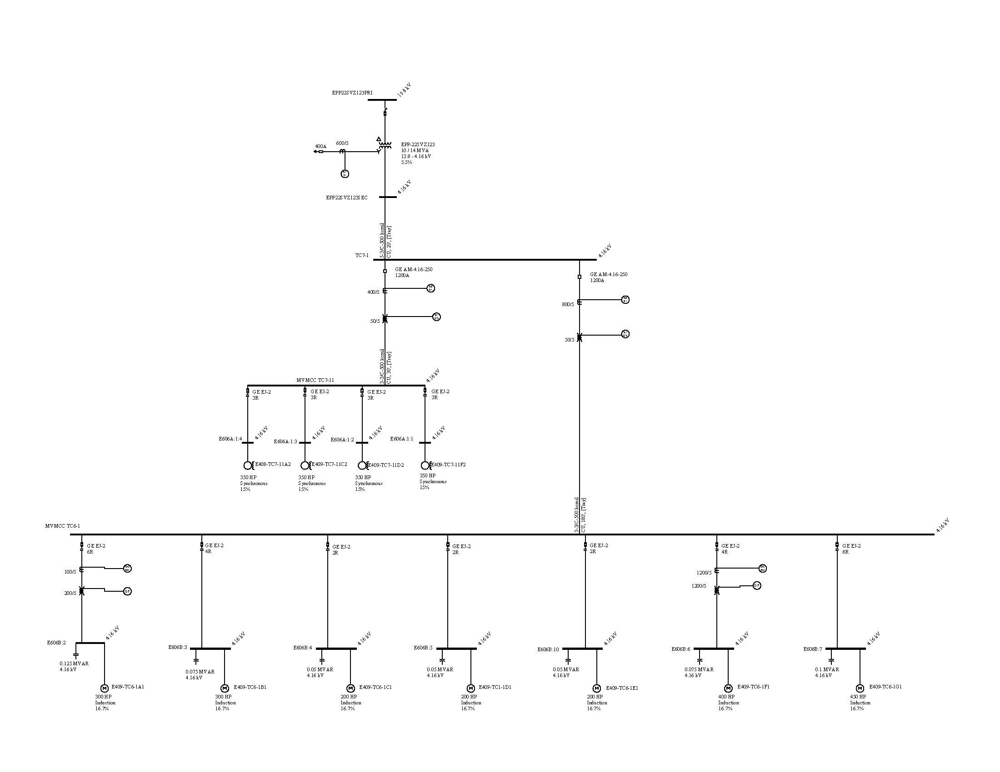 EPP22SVZ123PRI
13.8 kV
600/5
400A
EPP-22SVZ123
10 / 14 MVA
13.8 - 4.16 kV
5.5%
51
G
4.16 kV
EPP22SVZ123SEC
5-3/C-500 kcmil
CU, 20', [Tray]
TC7-1
4.16 kV
GE AM-4.16-250
1200A
400/5
50
51
50/5
51
GS
GE AM-4.16-250
1200A
800/5
50
51
50/5
51
GS
3-3/C-500 kcmil
CU, 30', [Tray]
MVMCC TC7-11
4.16 kV
GE EJ-2
3R
GE EJ-2
3R
GE EJ-2
3R
GE EJ-2
3R
E606A:1:4
4.16 kV
E606A:1:3
4.16 kV
E606A:1:2
4.16 kV
E606A:1:1
4.16 kV
E408-TC7-11A2
350 HP
Synchronous
15%
E409-TC7-11C2
350 HP
Synchronous
15%
E409-TC7-11D2
350 HP
Synchronous
15%
E409-TC7-11F2
350 HP
Synchronous
15%
3-3/C-500 kcmil
CU, 180', [Tray]
MVMCC TC6-1
4.16 kV
GE EJ-2
6R
GE EJ-2
4R
GE EJ-2
2R
GE EJ-2
2R
GE EJ-2
2R
GE EJ-2
4R
GE EJ-2
6R
100/5
200/5
GF
1200/5
1200/5
GF
E606B:2
4.16 kV
E606B:3
4.16 kV
E606B:4
4.16 kV
E606B:5
4.16 kV
E606B:10
4.16 kV
E606B:6
4.16 kV
E606B:7
4.16 kV
0.125 MVAR
4.16 kV
0.075 MVAR
4.16 kV
0.05 MVAR
4.16 kV
0.05 MVAR
4.16 kV
0.05 MVAR
4.16 kV
0.075 MVAR
4.16 kV
0.1 MVAR
4.16 kV
M
E409-TC6-1A1
300 HP
Induction
16.7%
M
E409-TC6-1B1
300 HP
Induction
16.7%
M
E409-TC6-1C1
200 HP
Induction
16.7%
M
E409-TC1-1D1
200 HP
Induction
16.7%
M
E409-TC6-1E1
200 HP
Induction
16.7%
M
E409-TC6-1F1
400 HP
Induction
16.7%
M
E409-TC6-1G1
450 HP
Induction
16.7%